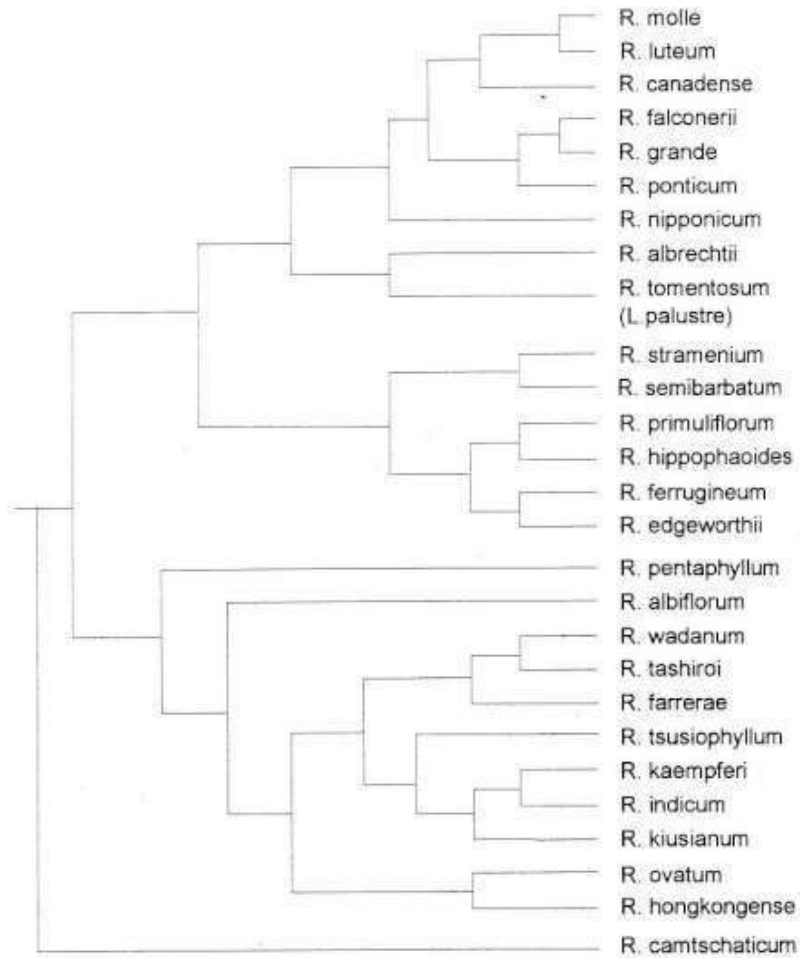 R. molle
R. luteum
R. canadense
R. falconerii
R. grande
R. ponticum
R. nipponicum
R. albrechtii
R. tomentosum
(L.palustre)
R. stramenium
R. semibarbatum
R. primuliflorum
R. hippophaoides
R. ferrugineum
R. edgeworthii
R. pentaphyllum
R. albiflorum
R. wadanum
R. tashiroi
R. farrerae
R. tsusiophyllum
R. kaempferi
R. indicum
R. kiusianum
R. ovatum
R. hongkongense
R. camtschaticum